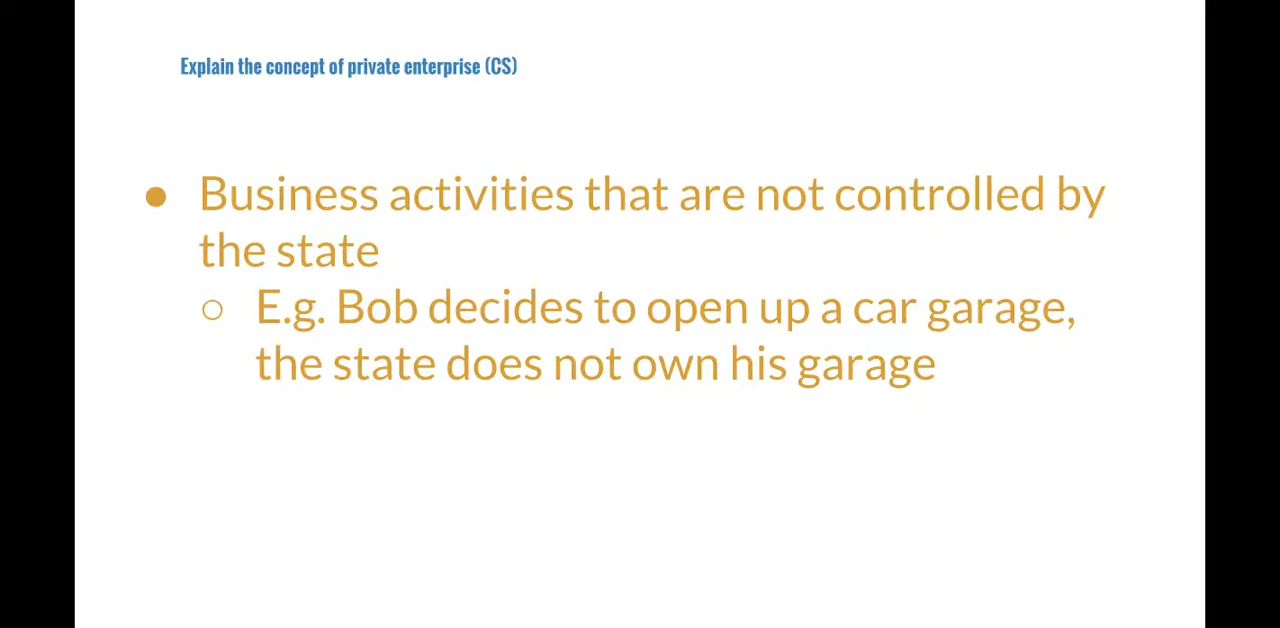 Explain the concept of private enterprise (CS)
● Business activities that are not controlled by
the state
○ E.g. Bob decides to open up a car garage,
the state does not own his garage